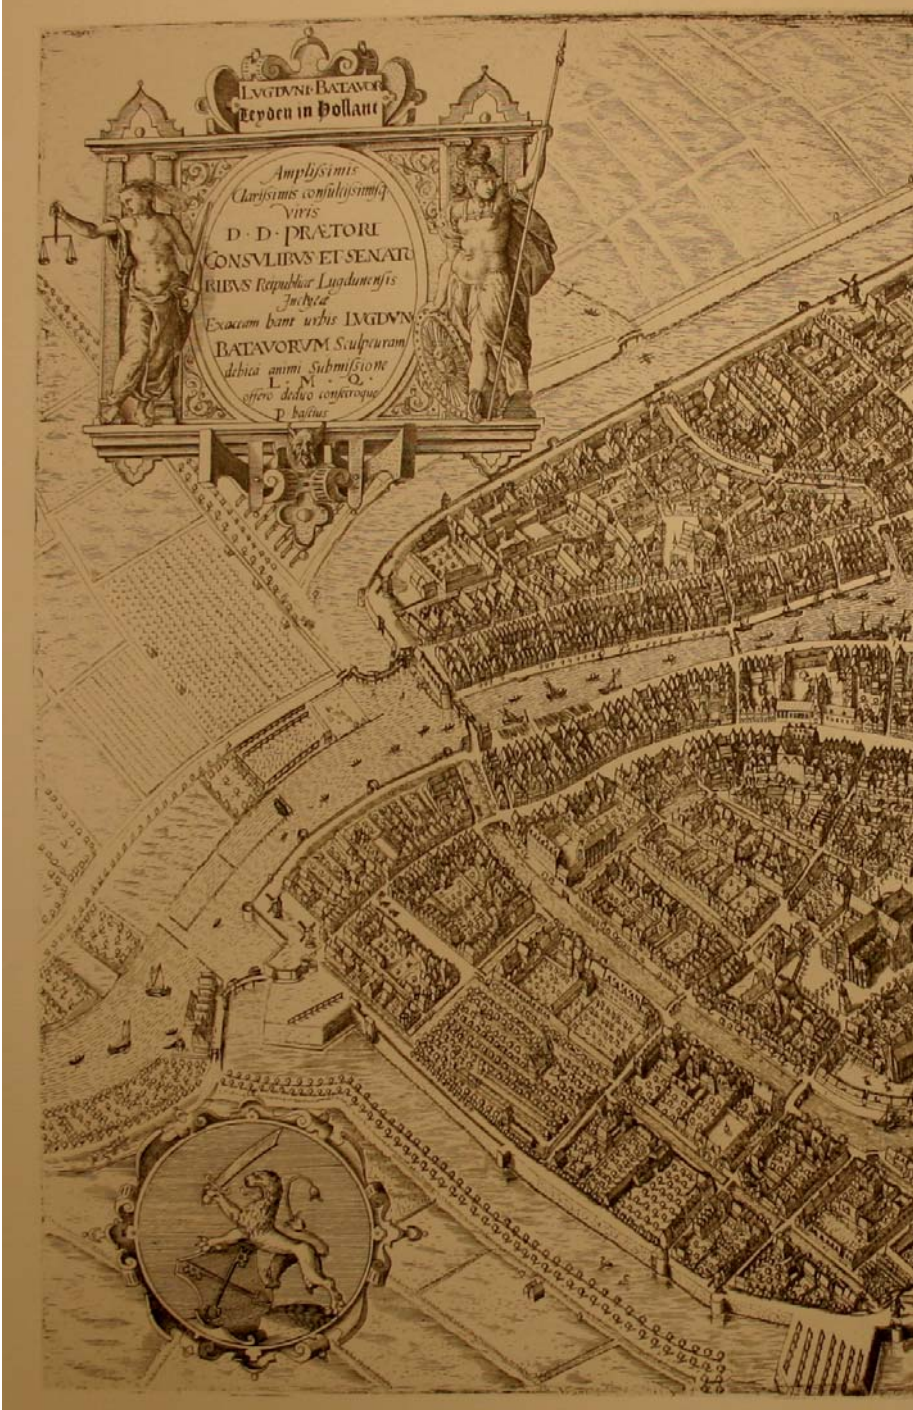 LVGDVNI·BATAVOR
Leyden in Hollant
Amplissimis
Clarissimis consultissimisq
viris
D·D·PRÆTORI
CONSVLIBVS ET SENATO
RIBVS Reipublicæ Lugdunensis
Inclytæ
Exactam hanc urbis LVGDVN
BATAVORVM Sculpturam
debita animi Submissione
L·M·Q·
offero dedico consecroque
P bastius